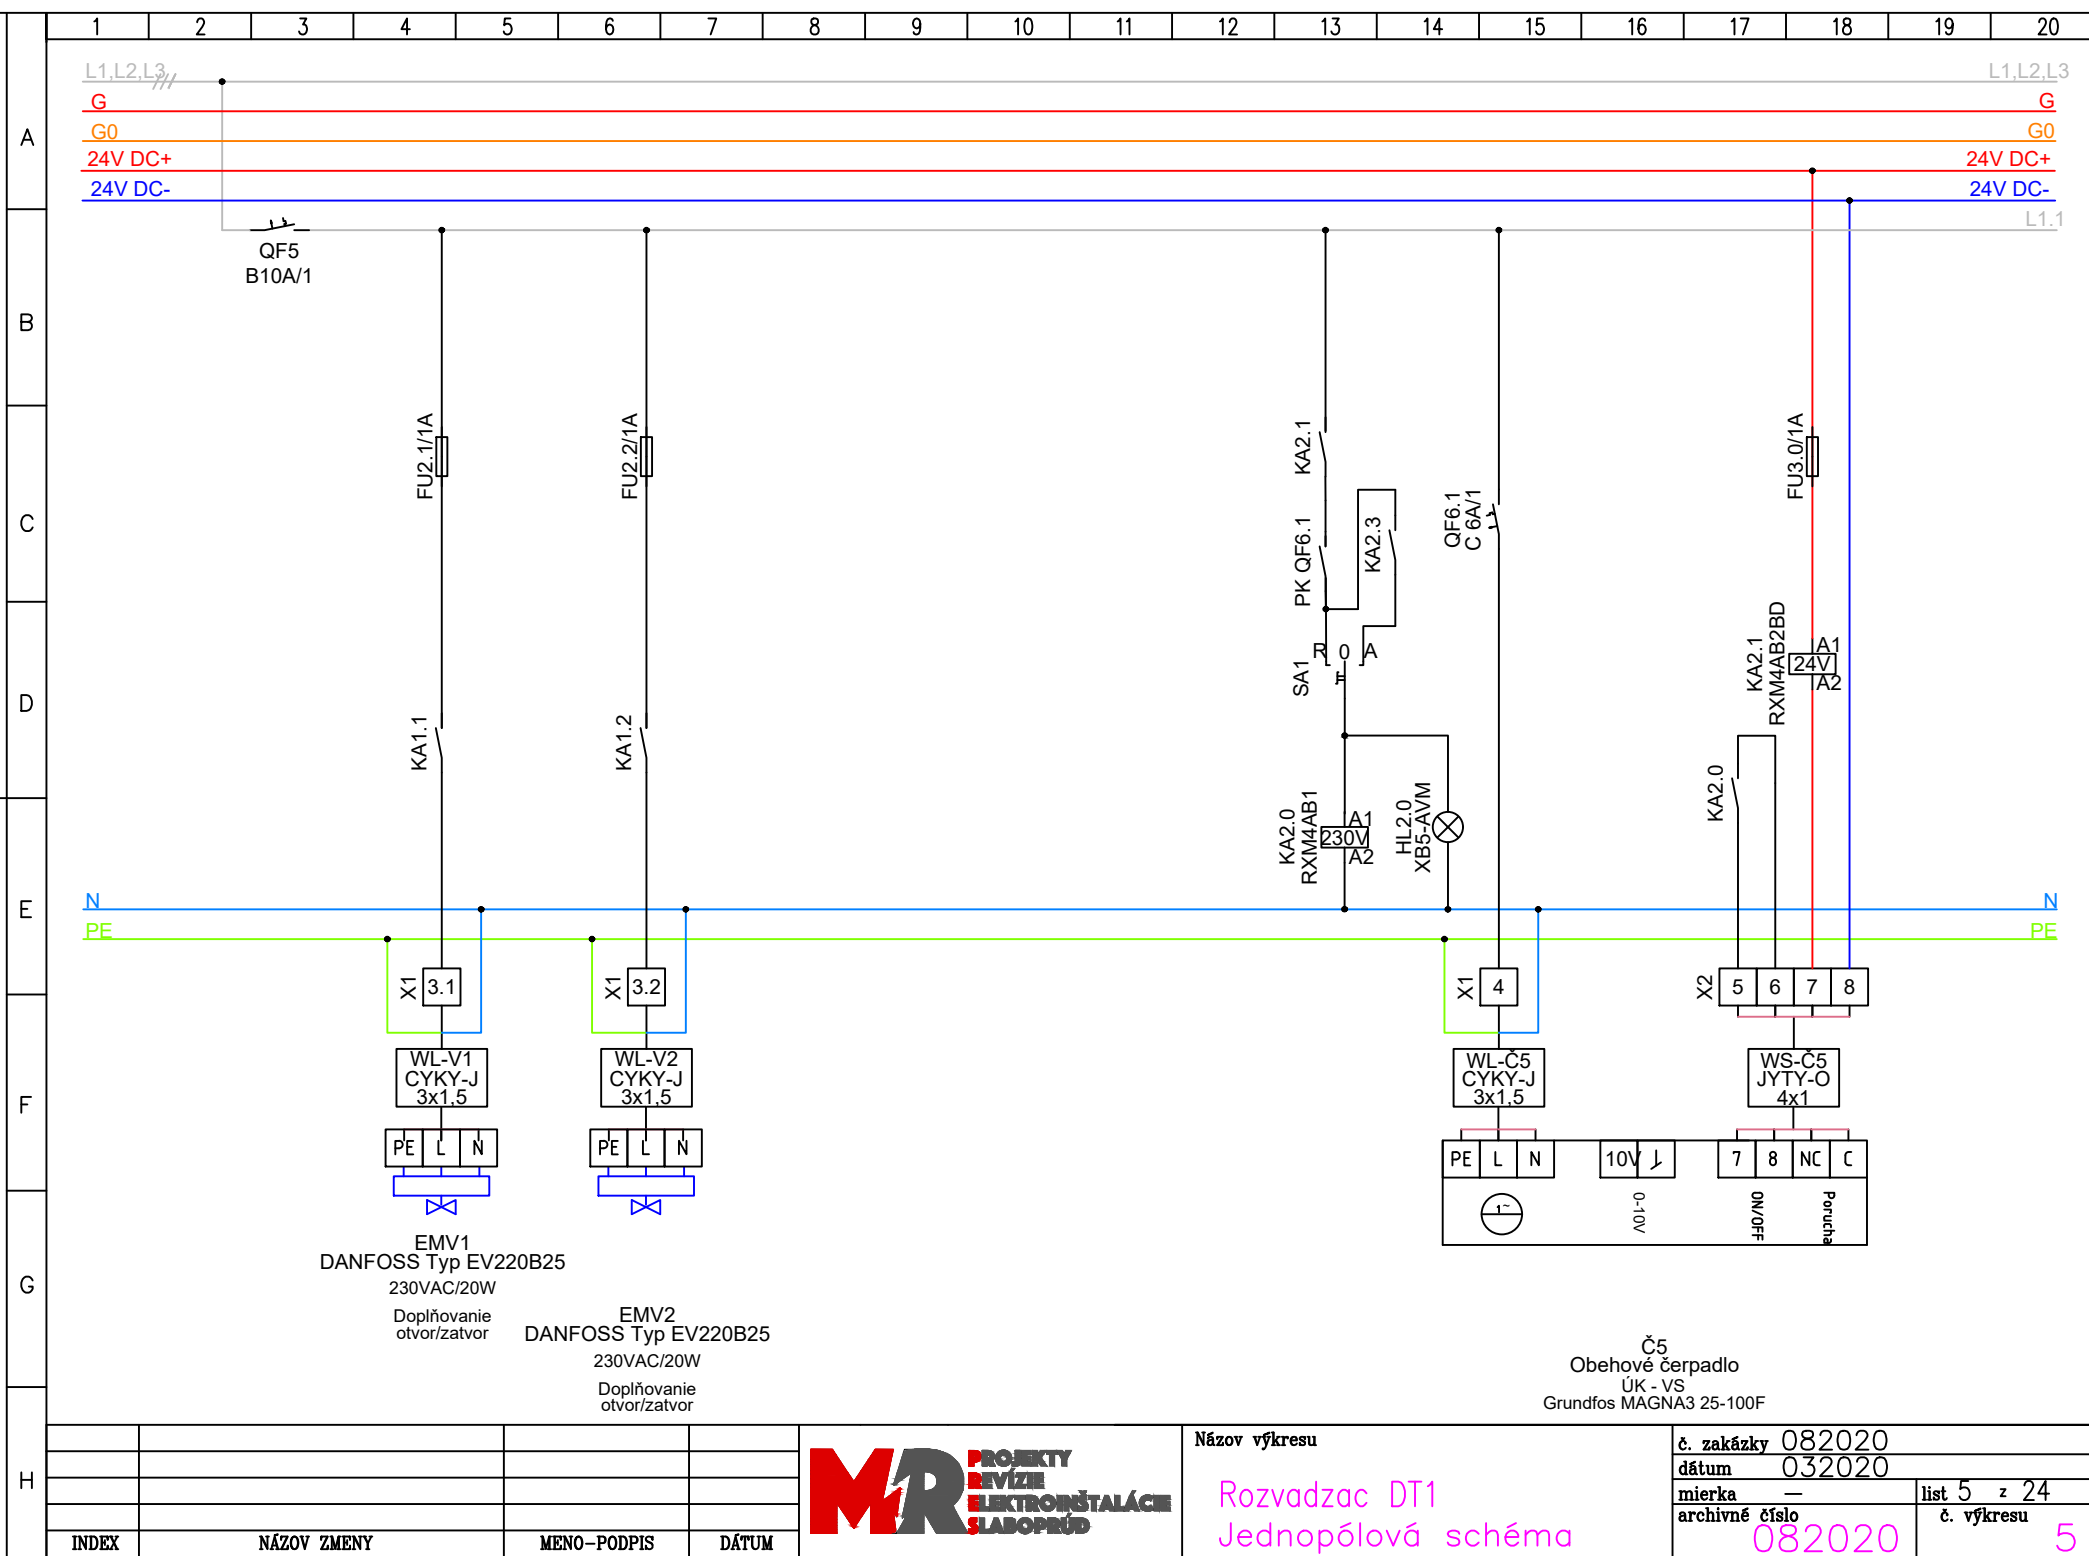 1 2 3 4 5 6 7 8 9 10 11 12 13 14 15 16 17 18 19 20
A
B
C
D
E
F
G
H
L1,L2,L3 L1,L2,L3
G G
G0 G0
24V DC+ 24V DC+
24V DC- 24V DC-
L1.1
QF5
B10A/1
FU2.1/1A
FU2.2/1A
KA2.1
PK QF6.1
KA2.3
QF6.1
C 6A/1
FU3.0/1A
R 0 A
SA1
KA2.1
RXM4AB2BD
A1
24V
A2
KA1.1
KA1.2
KA2.0
KA2.0
RXM4AB1
A1
230V
A2
HL2.0
XB5-AVM
N N
PE PE
X1 3.1
X1 3.2
X1 4
X2 5 6 7 8
WL-V1
CYKY-J
3x1,5
WL-V2
CYKY-J
3x1,5
WL-Č5
CYKY-J
3x1,5
WS-Č5
JYTY-O
4x1
PE L N
PE L N
PE L N
10V
7 8 NC C
1~
0-10V
ON/OFF
Porucha
EMV1
DANFOSS Typ EV220B25
230VAC/20W
Doplňovanie
otvor/zatvor
EMV2
DANFOSS Typ EV220B25
230VAC/20W
Doplňovanie
otvor/zatvor
Č5
Obehové čerpadlo
ÚK - VS
Grundfos MAGNA3 25-100F
INDEX NÁZOV ZMENY MENO-PODPIS DÁTUM
MR
PROJEKTY
REVÍZIE
ELEKTROINŠTALÁCIE
SLABOPRÚD
Názov výkresu
Rozvadzac DT1
Jednopólová schéma
č. zakázky 082020
dátum 032020
mierka —
list 5 z 24
archivné číslo
082020
č. výkresu
5